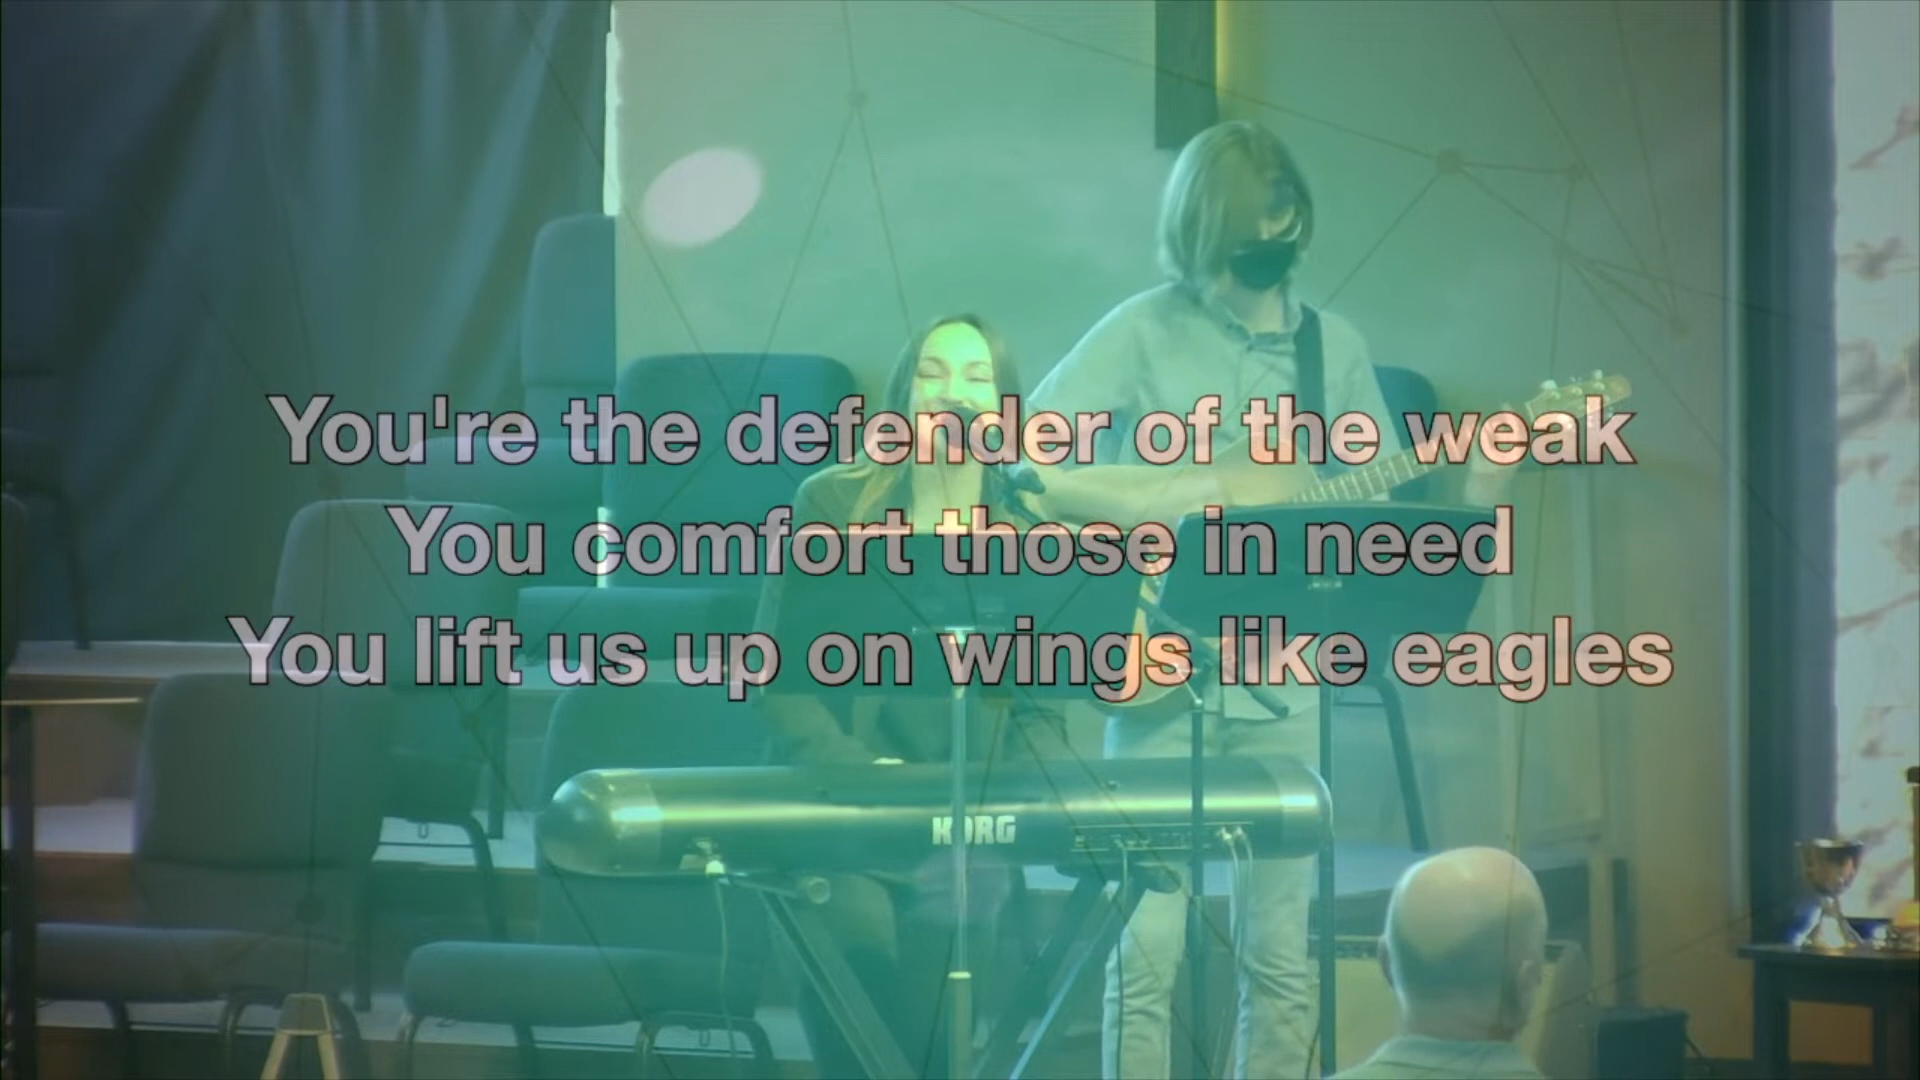 You're the defender of the weak
You comfort those in need
You lift us up on wings like eagles
KORG